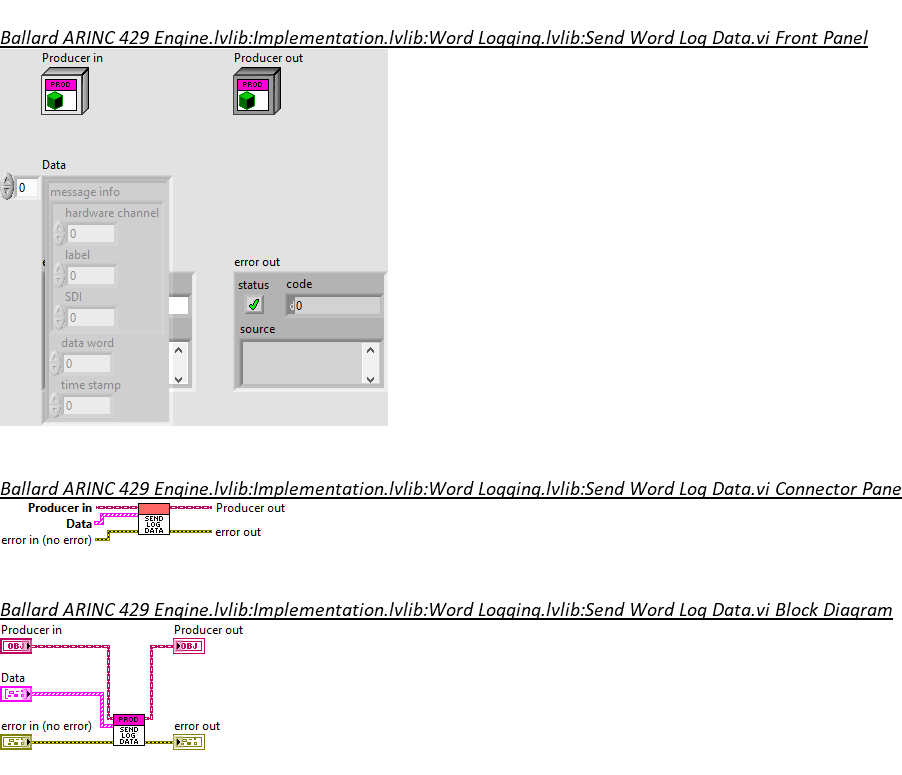 Ballard ARINC 429 Engine.lvlib:Implementation.lvlib:Word Logging.lvlib:Send Word Log Data.vi Front Panel
Producer in Producer out
PROD PROD
Data
0
message info
hardware channel
0
label
0
SDI
0
data word
0
time stamp
0
error out
status code
d 0
source
Ballard ARINC 429 Engine.lvlib:Implementation.lvlib:Word Logging.lvlib:Send Word Log Data.vi Connector Pane
Producer in Producer out
Data
error in (no error) error out
SEND
LOG
DATA
Ballard ARINC 429 Engine.lvlib:Implementation.lvlib:Word Logging.lvlib:Send Word Log Data.vi Block Diagram
Producer in Producer out
OBJ OBJ
Data
PROD
SEND
LOG
DATA
error in (no error) error out